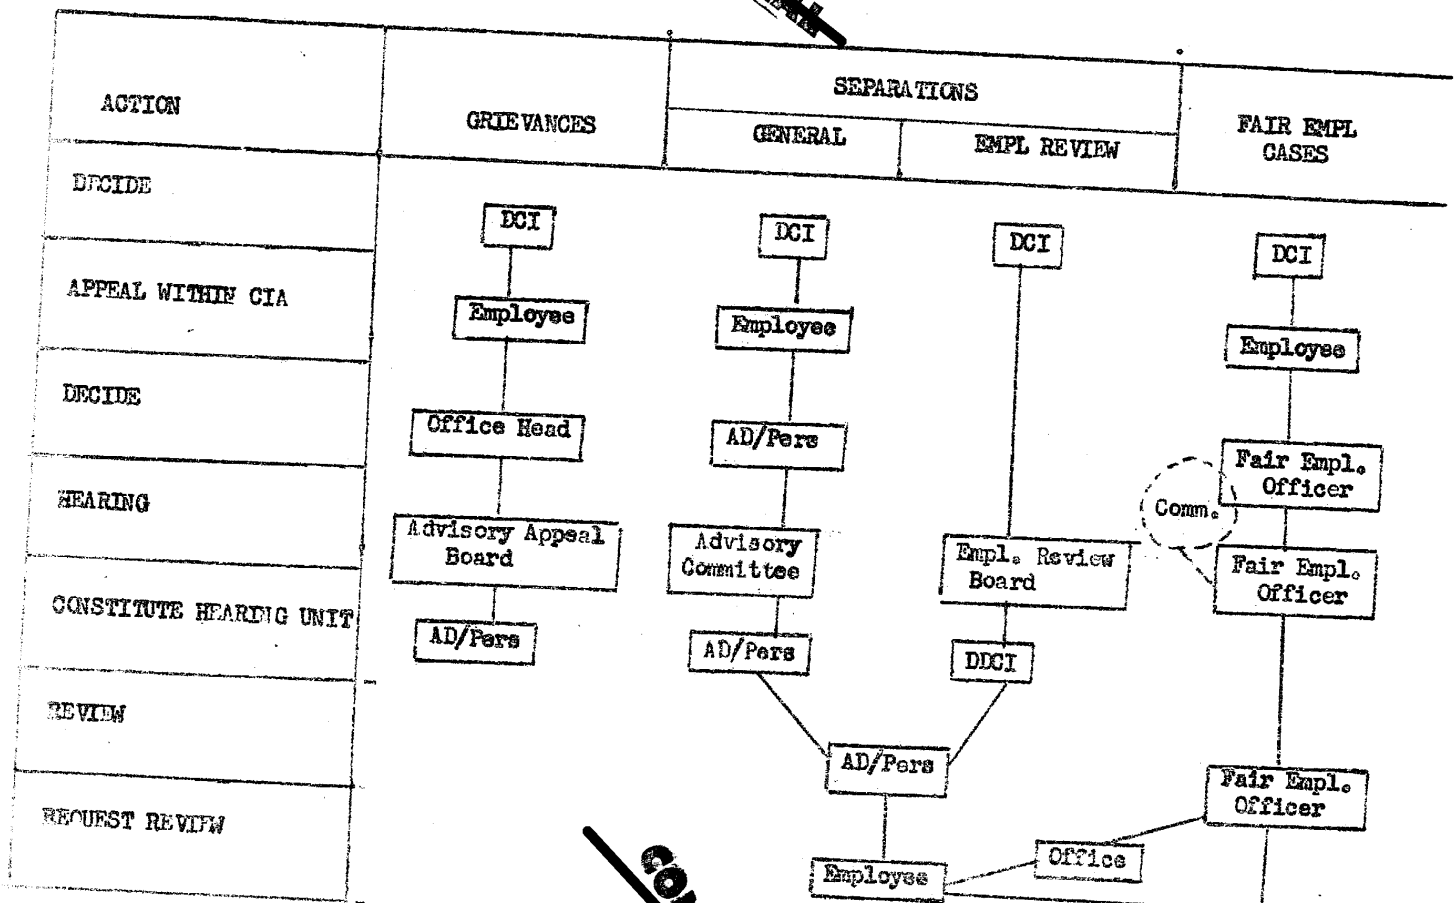 SEPARATIONS
ACTION
GRIEVANCES
GENERAL
EMPL REVIEW
FAIR EMPL
CASES
DECIDE
DCI
DCI
DCI
DCI
APPEAL WITHIN CIA
Employee
Employee
Employee
DECIDE
Office Head
AD/Pers
Fair Empl.
Officer
HEARING
Advisory Appeal
Board
Advisory
Committee
Empl. Review
Board
Comm.
Fair Empl.
Officer
CONSTITUTE HEARING UNIT
AD/Pers
AD/Pers
DDCI
REVIEW
AD/Pers
Fair Empl.
Officer
REQUEST REVIEW
Employee
Office